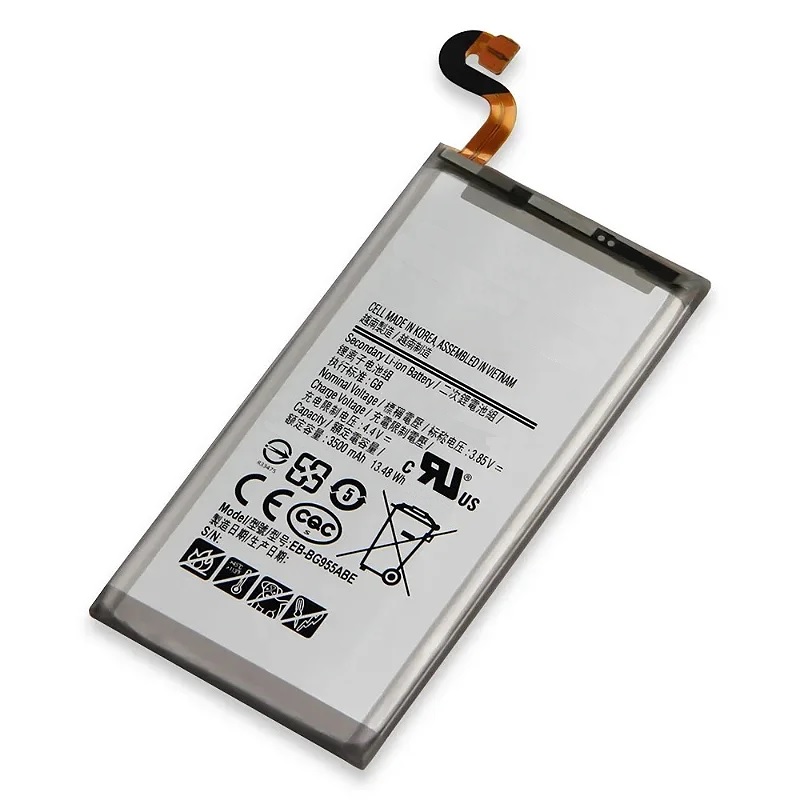 CELL MADE IN KOREA, ASSEMBLED IN VIETNAM
越南製造 / 越南制造
Secondary Li-ion Battery / 二次鋰電池組
锂离子电池组
执行标准 : GB
Nominal Voltage / 標稱電壓 / 标称电压 : 3.85V ⎓
Charge Voltage / 充電限制電壓 /
充电限制电压 : 4.4V ⎓
Capacity / 額定電容量/
额定容量 : 3500 mAh 13.48 Wh
R33475
5
C UL US
®
CE CQC
S
Model/型號/型号: EB-BG955ABE
製造日期/生产日期:
S/N: